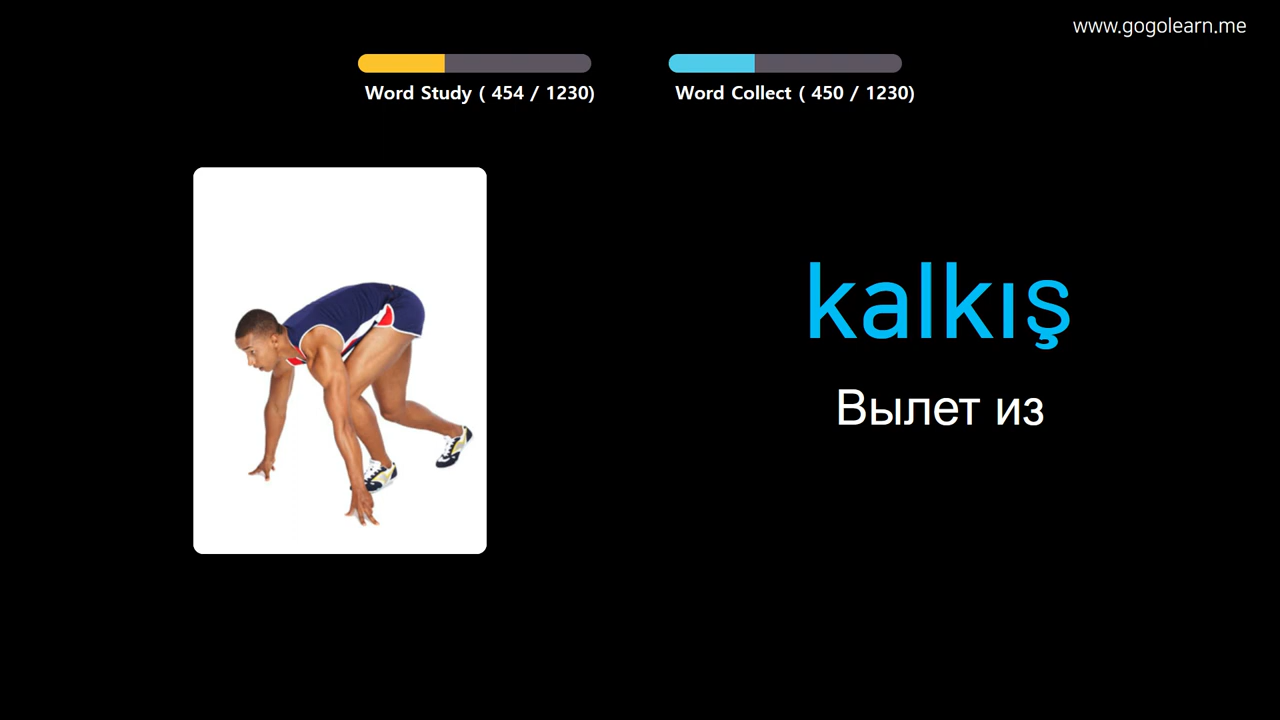 www.gogolearn.me
Word Study ( 454 / 1230)
Word Collect ( 450 / 1230)
kalkış
Вылет из